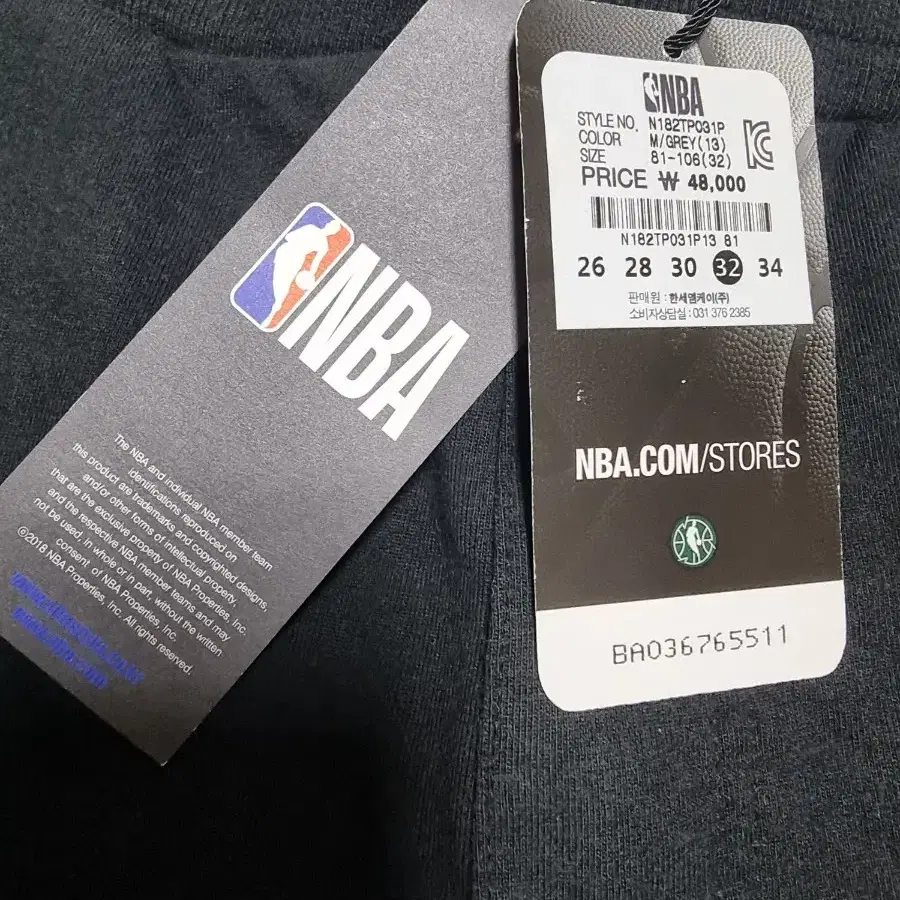 NBA
The NBA and individual NBA member team
identifications reproduced on
this product are trademarks and copyrighted designs,
and/or other forms of intellectual property,
that are the exclusive property of NBA Properties, Inc.
and the respective NBA member teams and may
not be used, in whole or in part, without the written
consent of NBA Properties, Inc.
©2018 NBA Properties, Inc. All rights reserved.
NBA
STYLE NO. N182TP031P
COLOR M/GREY(13)
SIZE 81-106(32)
PRICE ₩ 48,000
N182TP031P13 81
26 28 30 32 34
판매원 : 한세엠케이(주)
소비자상담실 : 031 376 2385
NBA.COM/STORES
BA036765511